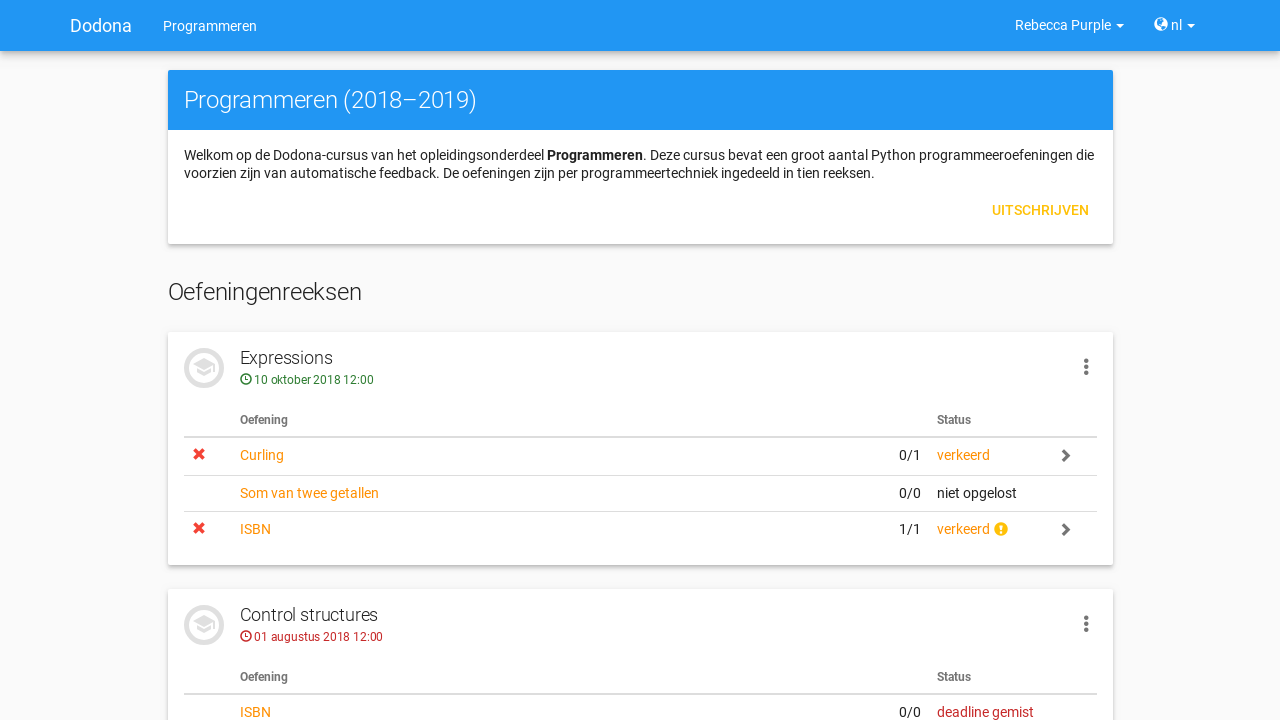 Dodona Programmeren Rebecca Purple nl
Programmeren (2018–2019)
Welkom op de Dodona-cursus van het opleidingsonderdeel Programmeren. Deze cursus bevat een groot aantal Python programmeeroefeningen die
voorzien zijn van automatische feedback. De oefeningen zijn per programmeertechniek ingedeeld in tien reeksen.
UITSCHRIJVEN
Oefeningenreeksen
Expressions
10 oktober 2018 12:00
Oefening Status
Curling 0/1 verkeerd
Som van twee getallen 0/0 niet opgelost
ISBN 1/1 verkeerd
Control structures
01 augustus 2018 12:00
Oefening Status
ISBN 0/0 deadline gemist